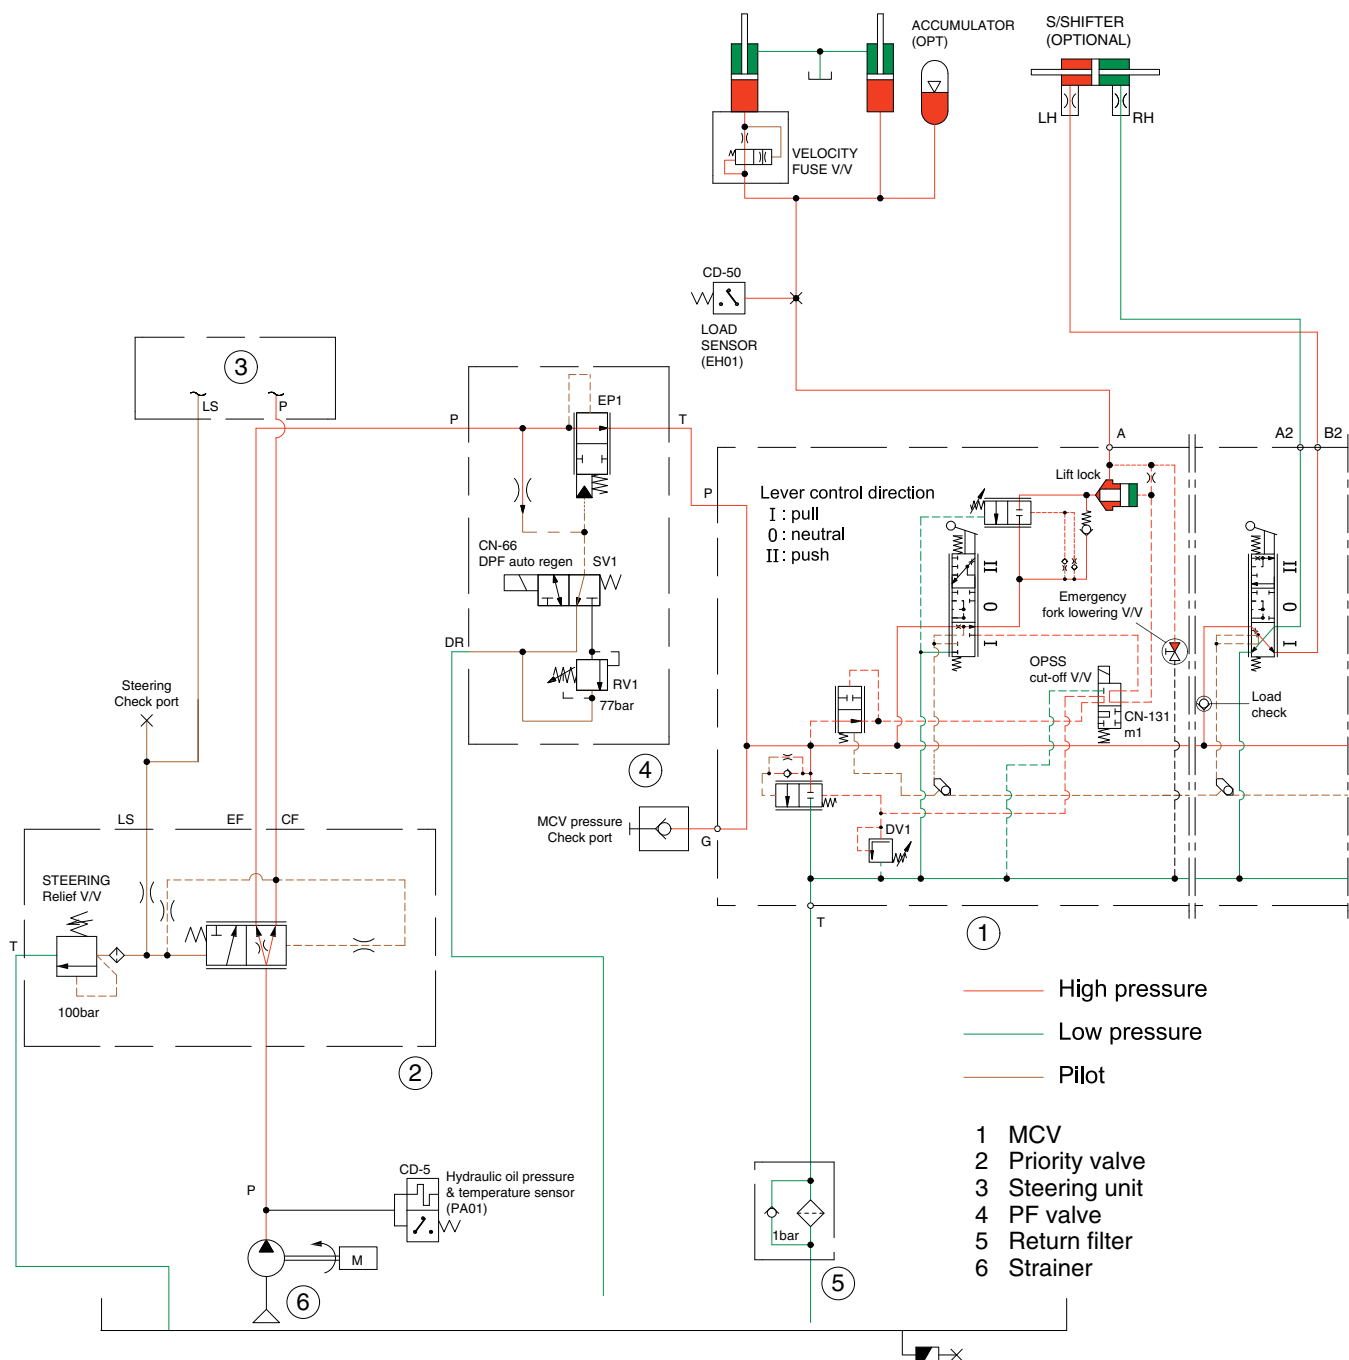 ACCUMULATOR
(OPT)
S/SHIFTER
(OPTIONAL)
LH
RH
VELOCITY
FUSE V/V
CD-50
LOAD
SENSOR
(EH01)
3
LS
P
EP1
P
T
A
A2
B2
Lift lock
P
Lever control direction
I : pull
0 : neutral
II : push
II
0
I
II
0
I
CN-66
DPF auto regen
SV1
Emergency
fork lowering V/V
DR
OPSS
cut-off V/V
CN-131
m1
Load
check
RV1
77bar
Steering
Check port
4
LS
EF
CF
MCV pressure
Check port
G
DV1
STEERING
Relief V/V
T
100bar
T
1
2
High pressure
Low pressure
Pilot
CD-5
Hydraulic oil pressure
& temperature sensor
(PA01)
P
M
6
1bar
5
1 MCV
2 Priority valve
3 Steering unit
4 PF valve
5 Return filter
6 Strainer